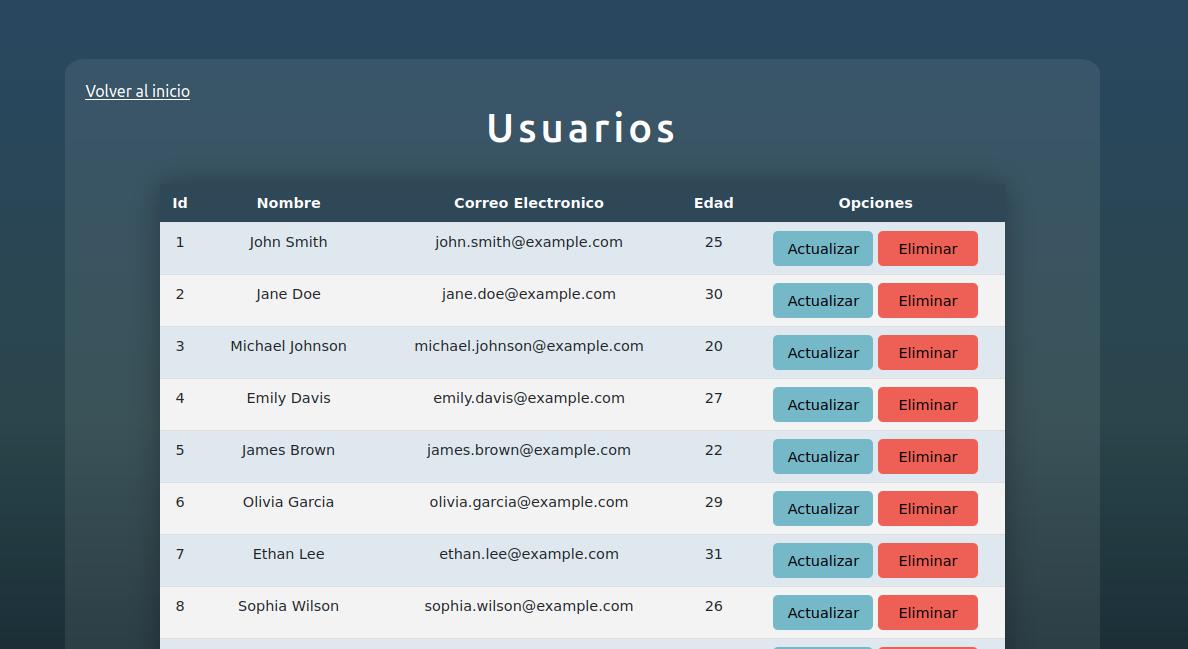 Volver al inicio
Usuarios
Id Nombre Correo Electronico Edad Opciones
1 John Smith john.smith@example.com 25 Actualizar Eliminar
2 Jane Doe jane.doe@example.com 30 Actualizar Eliminar
3 Michael Johnson michael.johnson@example.com 20 Actualizar Eliminar
4 Emily Davis emily.davis@example.com 27 Actualizar Eliminar
5 James Brown james.brown@example.com 22 Actualizar Eliminar
6 Olivia Garcia olivia.garcia@example.com 29 Actualizar Eliminar
7 Ethan Lee ethan.lee@example.com 31 Actualizar Eliminar
8 Sophia Wilson sophia.wilson@example.com 26 Actualizar Eliminar